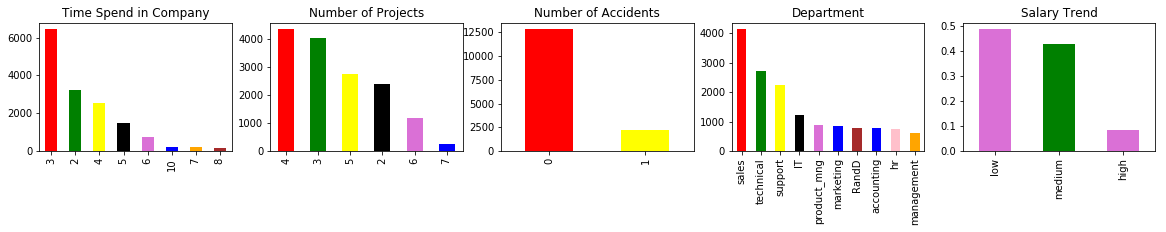 Time Spend in Company
6000
4000
2000
0
3
2
4
5
6
10
7
8
Number of Projects
4000
3000
2000
1000
0
4
3
5
2
6
7
Number of Accidents
12500
10000
7500
5000
2500
0
0
1
Department
4000
3000
2000
1000
0
sales
technical
support
IT
product_mng
marketing
RandD
accounting
hr
management
Salary Trend
0.5
0.4
0.3
0.2
0.1
0.0
low
medium
high